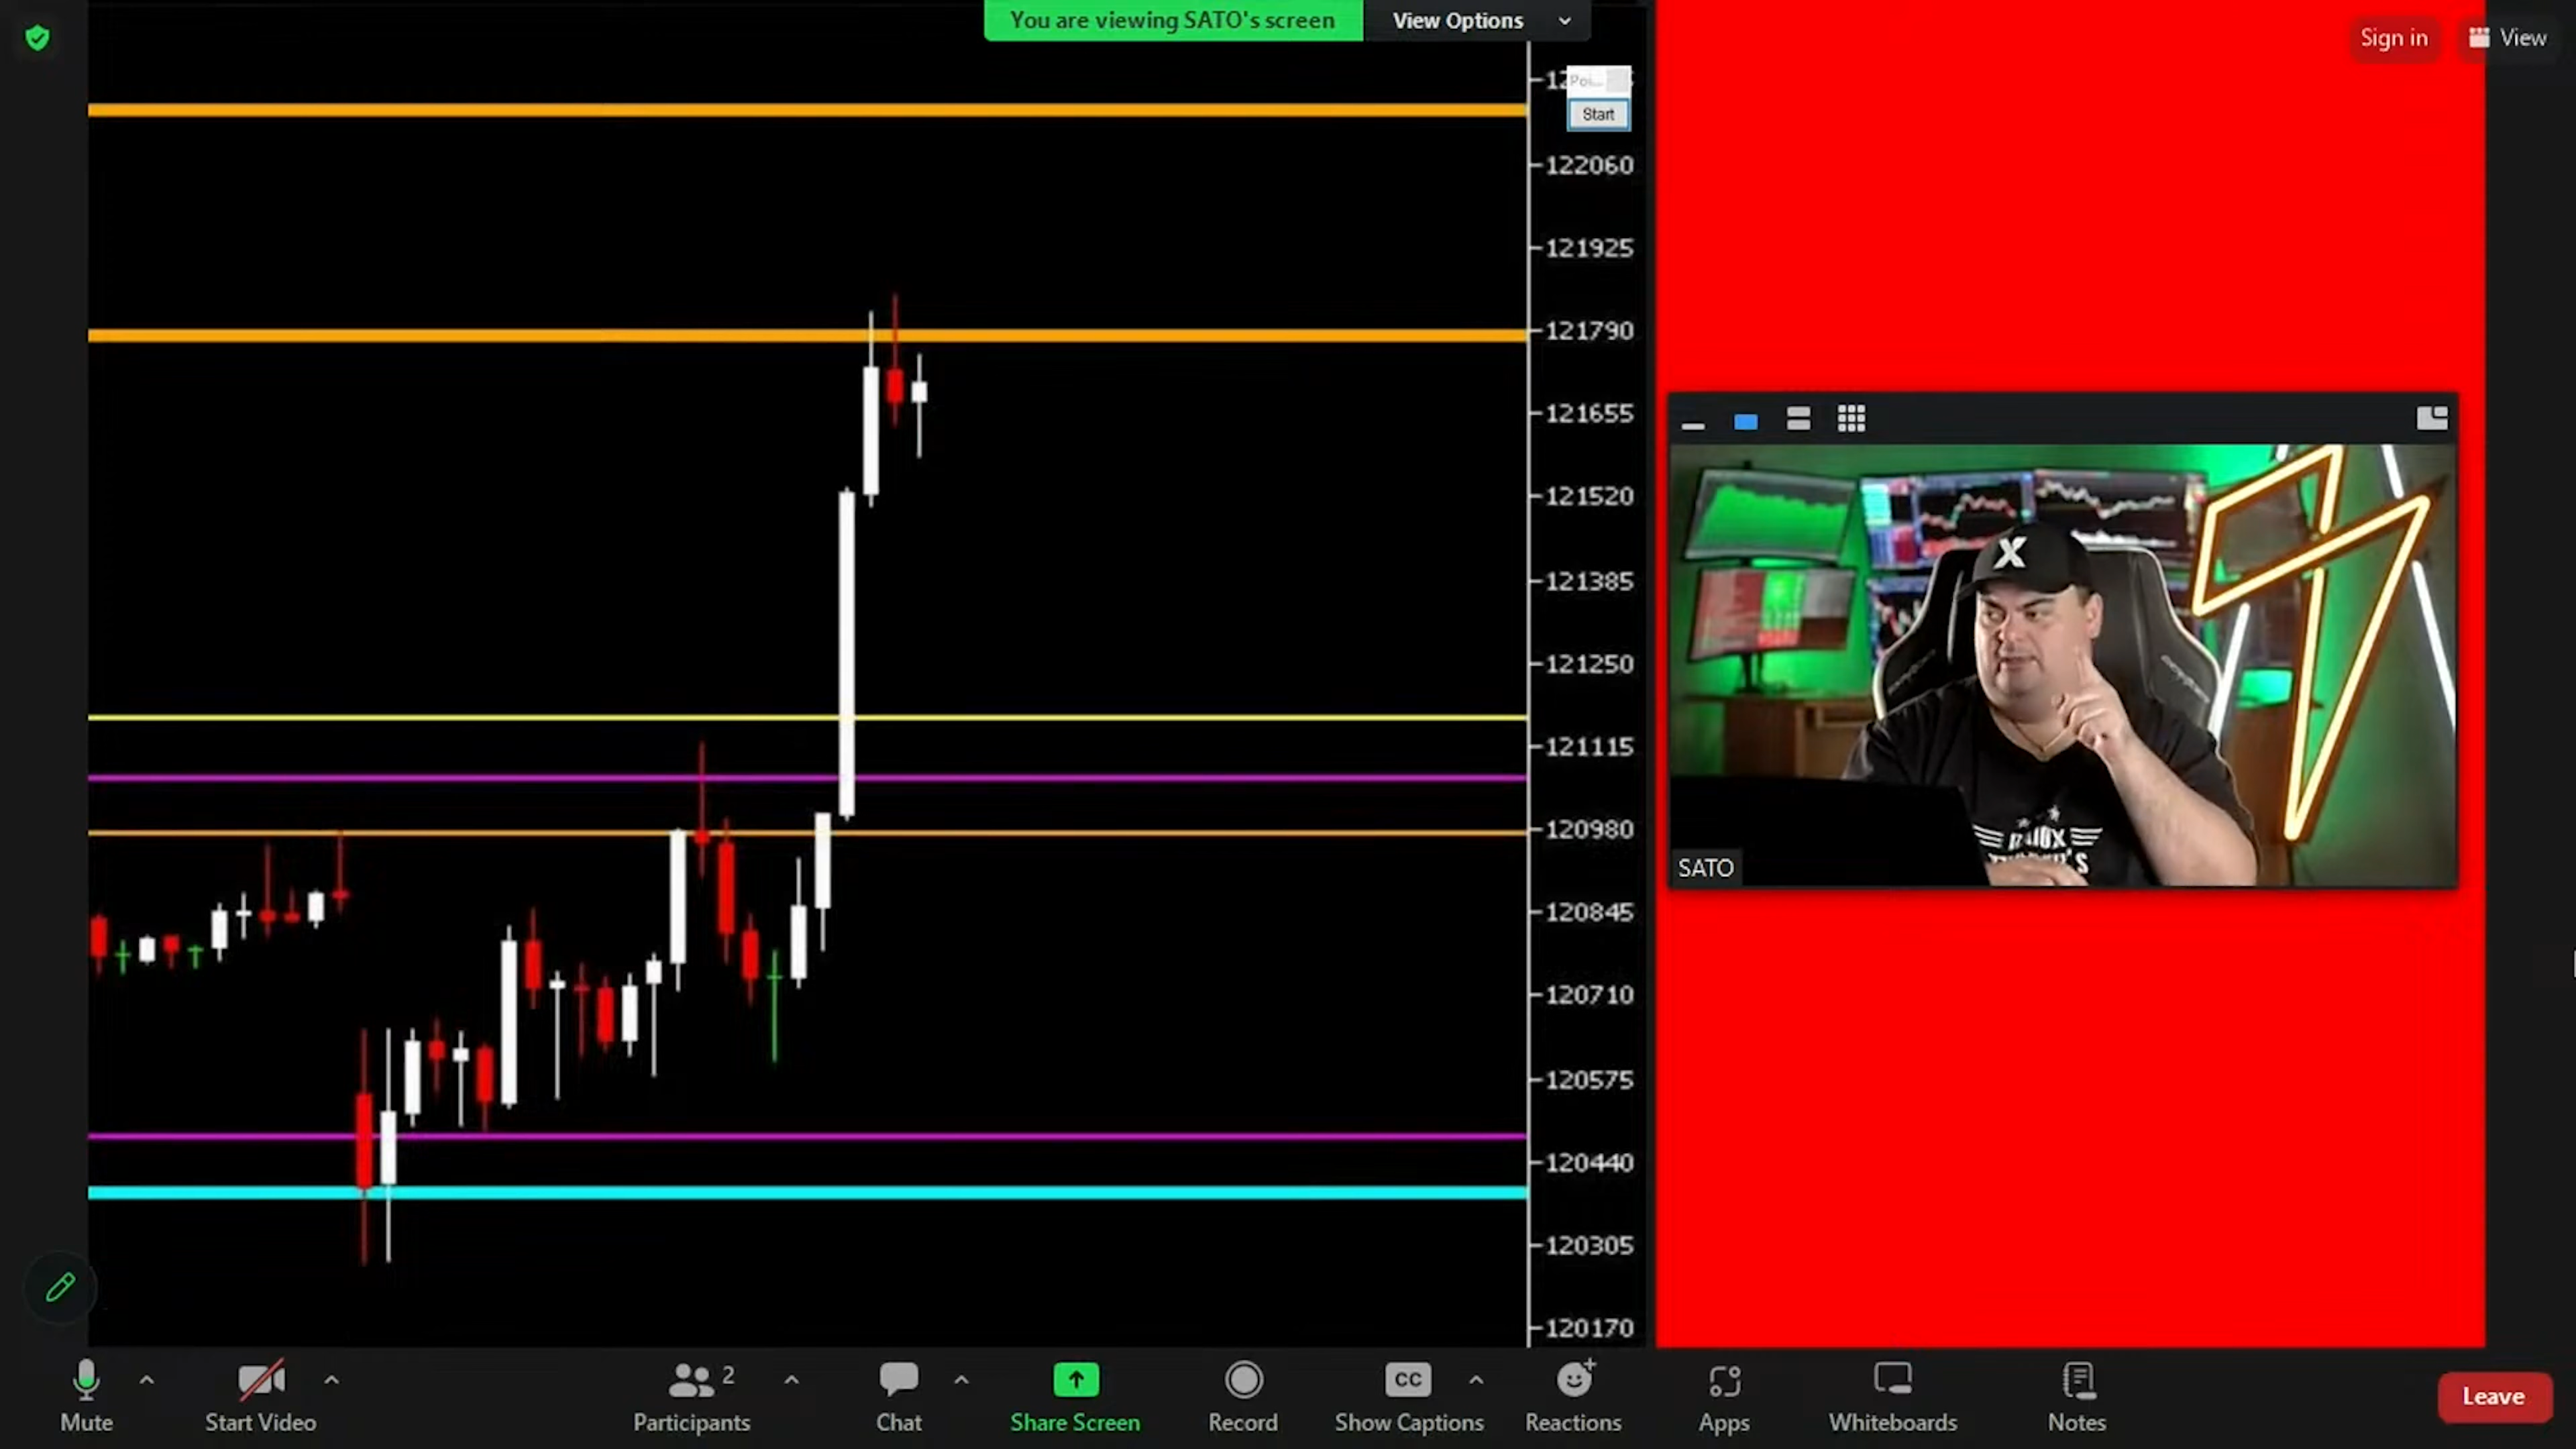 You are viewing SATO's screen
View Options
Sign in
View
Start
122060
121925
121790
121655
121520
121385
121250
121115
120980
120845
120710
120575
120440
120305
120170
X
SATO
Mute
Start Video
Participants
2
Chat
Share Screen
Record
CC
Show Captions
Reactions
Apps
Whiteboards
Notes
Leave